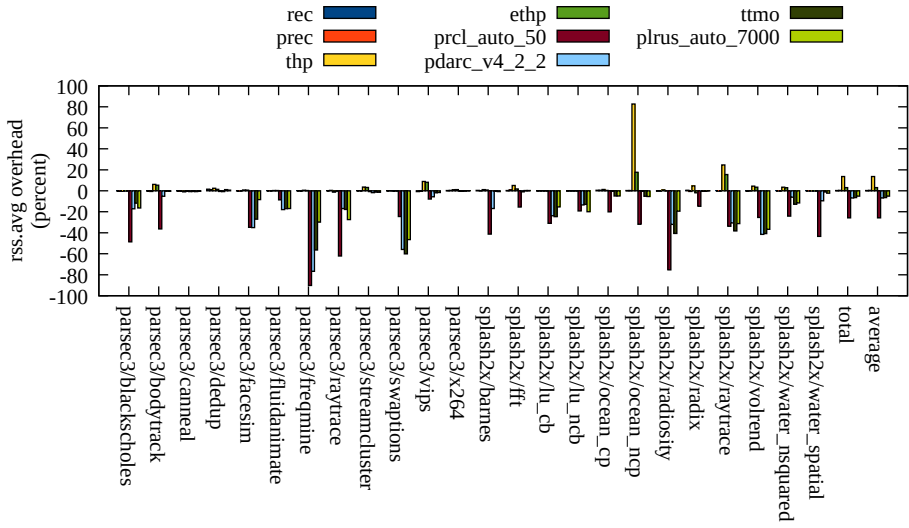 rec
prec
thp
ethp
prcl_auto_50
pdarc_v4_2_2
ttmo
plrus_auto_7000
rss.avg overhead
(percent)
100
80
60
40
20
0
-20
-40
-60
-80
-100
parsec3/blackscholes
parsec3/bodytrack
parsec3/canneal
parsec3/dedup
parsec3/facesim
parsec3/fluidanimate
parsec3/freqmine
parsec3/raytrace
parsec3/streamcluster
parsec3/swaptions
parsec3/vips
parsec3/x264
splash2x/barnes
splash2x/fft
splash2x/lu_cb
splash2x/lu_ncb
splash2x/ocean_cp
splash2x/ocean_ncp
splash2x/radiosity
splash2x/radix
splash2x/raytrace
splash2x/volrend
splash2x/water_nsquared
splash2x/water_spatial
total
average